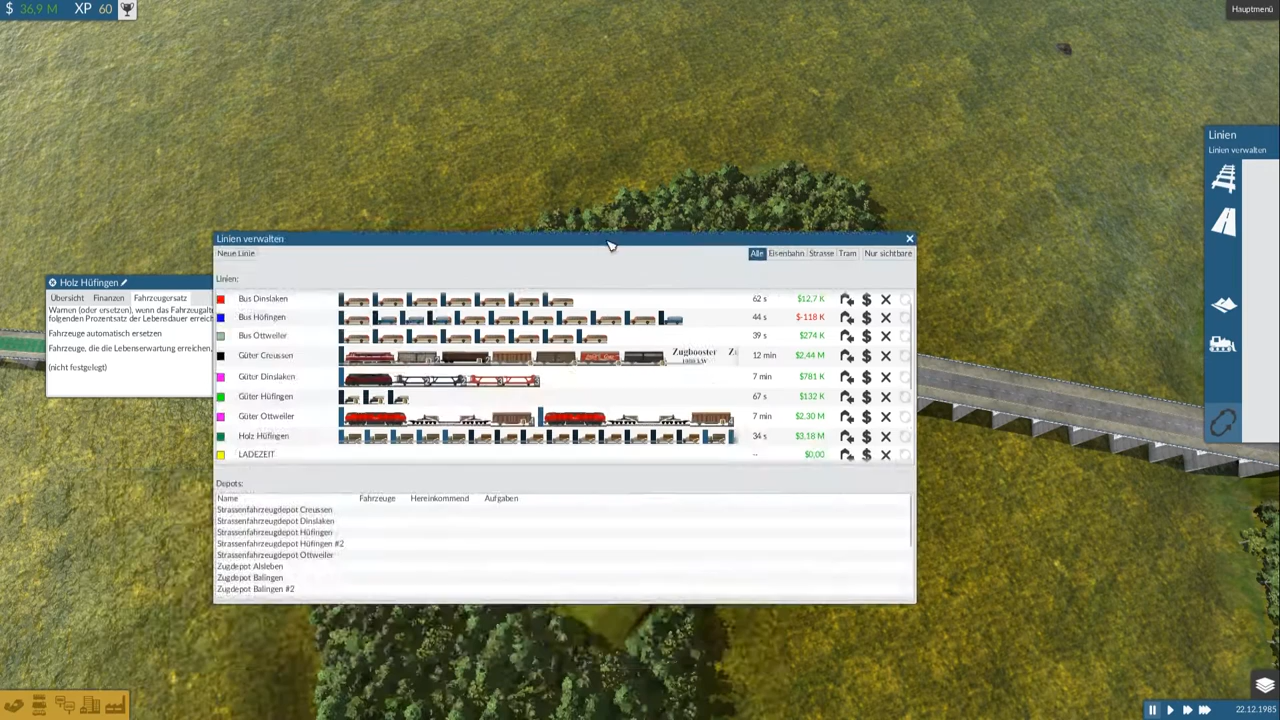 $ 36,9 M XP 60
Hauptmenü
Linien
Linien verwalten
Linien verwalten
Neue Linie
Alle Eisenbahn Strasse Tram Nur sichtbare
Linien:
Bus Dinslaken 62 s $12,7 K
Bus Höfingen 44 s $-118 K
Bus Ottweiler 39 s $274 K
Güter Creussen Zugbooster 12 min $2,44 M
Güter Dinslaken 7 min $781 K
Güter Hüfingen 67 s $132 K
Güter Ottweiler 7 min $2,30 M
Holz Hüfingen 34 s $3,18 M
LADEZEIT -- $0,00
Depots:
Name Fahrzeuge Hereinkommend Aufgaben
Strassenfahrzeugdepot Creussen
Strassenfahrzeugdepot Dinslaken
Strassenfahrzeugdepot Hüfingen
Strassenfahrzeugdepot Hüfingen #2
Strassenfahrzeugdepot Ottweiler
Zugdepot Alsleben
Zugdepot Balingen
Zugdepot Balingen #2
Holz Hüfingen
Übersicht Finanzen Fahrzeugersatz
Warnen (oder ersetzen), wenn das Fahrzeugalt
folgenden Prozentsatz der Lebensdauer erreich
Fahrzeuge automatisch ersetzen
Fahrzeuge, die die Lebenserwartung erreichen,
(nicht festgelegt)
22.12.1985